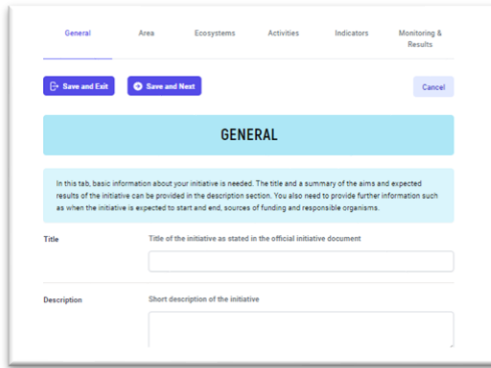 General Area Ecosystems Activities Indicators Monitoring &
Results
Save and Exit Save and Next Cancel
GENERAL
In this tab, basic information about your initiative is needed. The title and a summary of the aims and expected
results of the initiative can be provided in the description section. You also need to provide further information such
as when the initiative is expected to start and end, sources of funding and responsible organisms.
Title Title of the initiative as stated in the official initiative document
Description Short description of the initiative